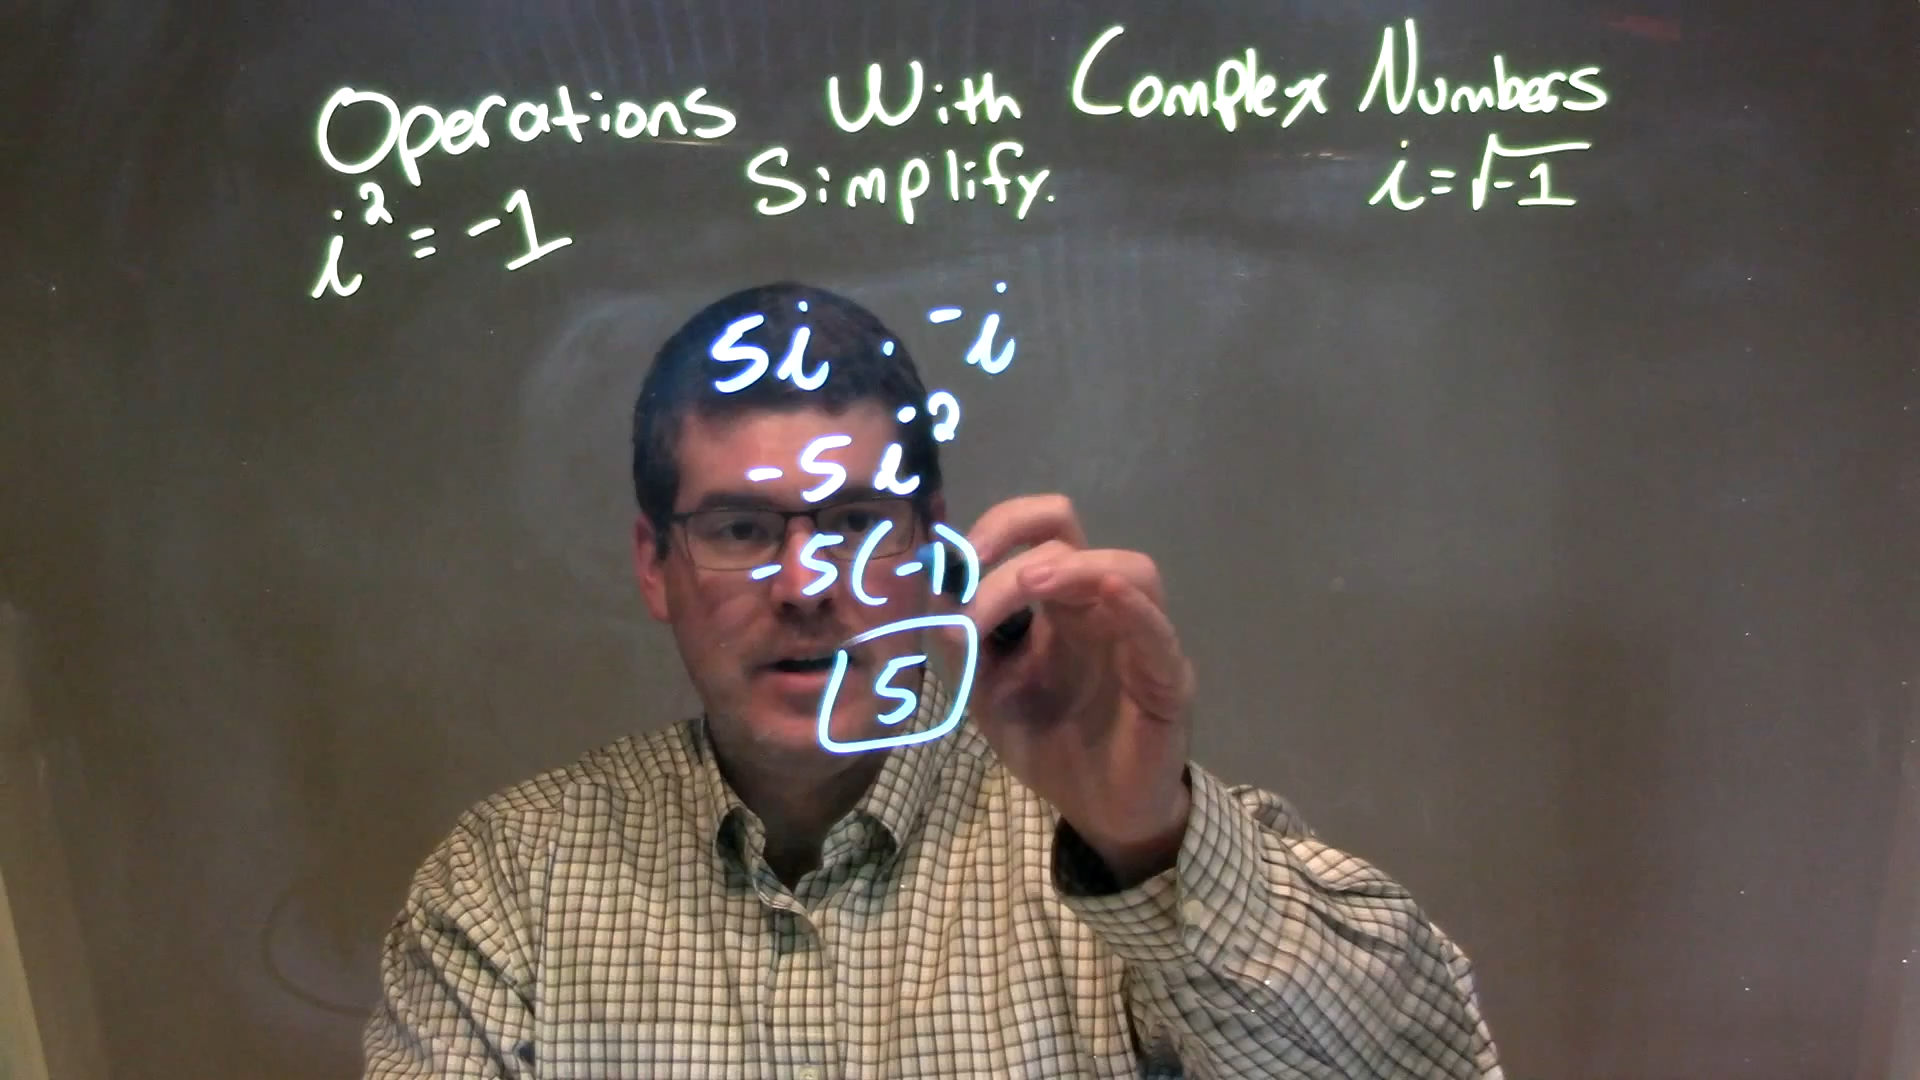 Operations With Complex Numbers
i² = -1 Simplify. i = √-1
5i · -i
-5i²
-5(-1)
5